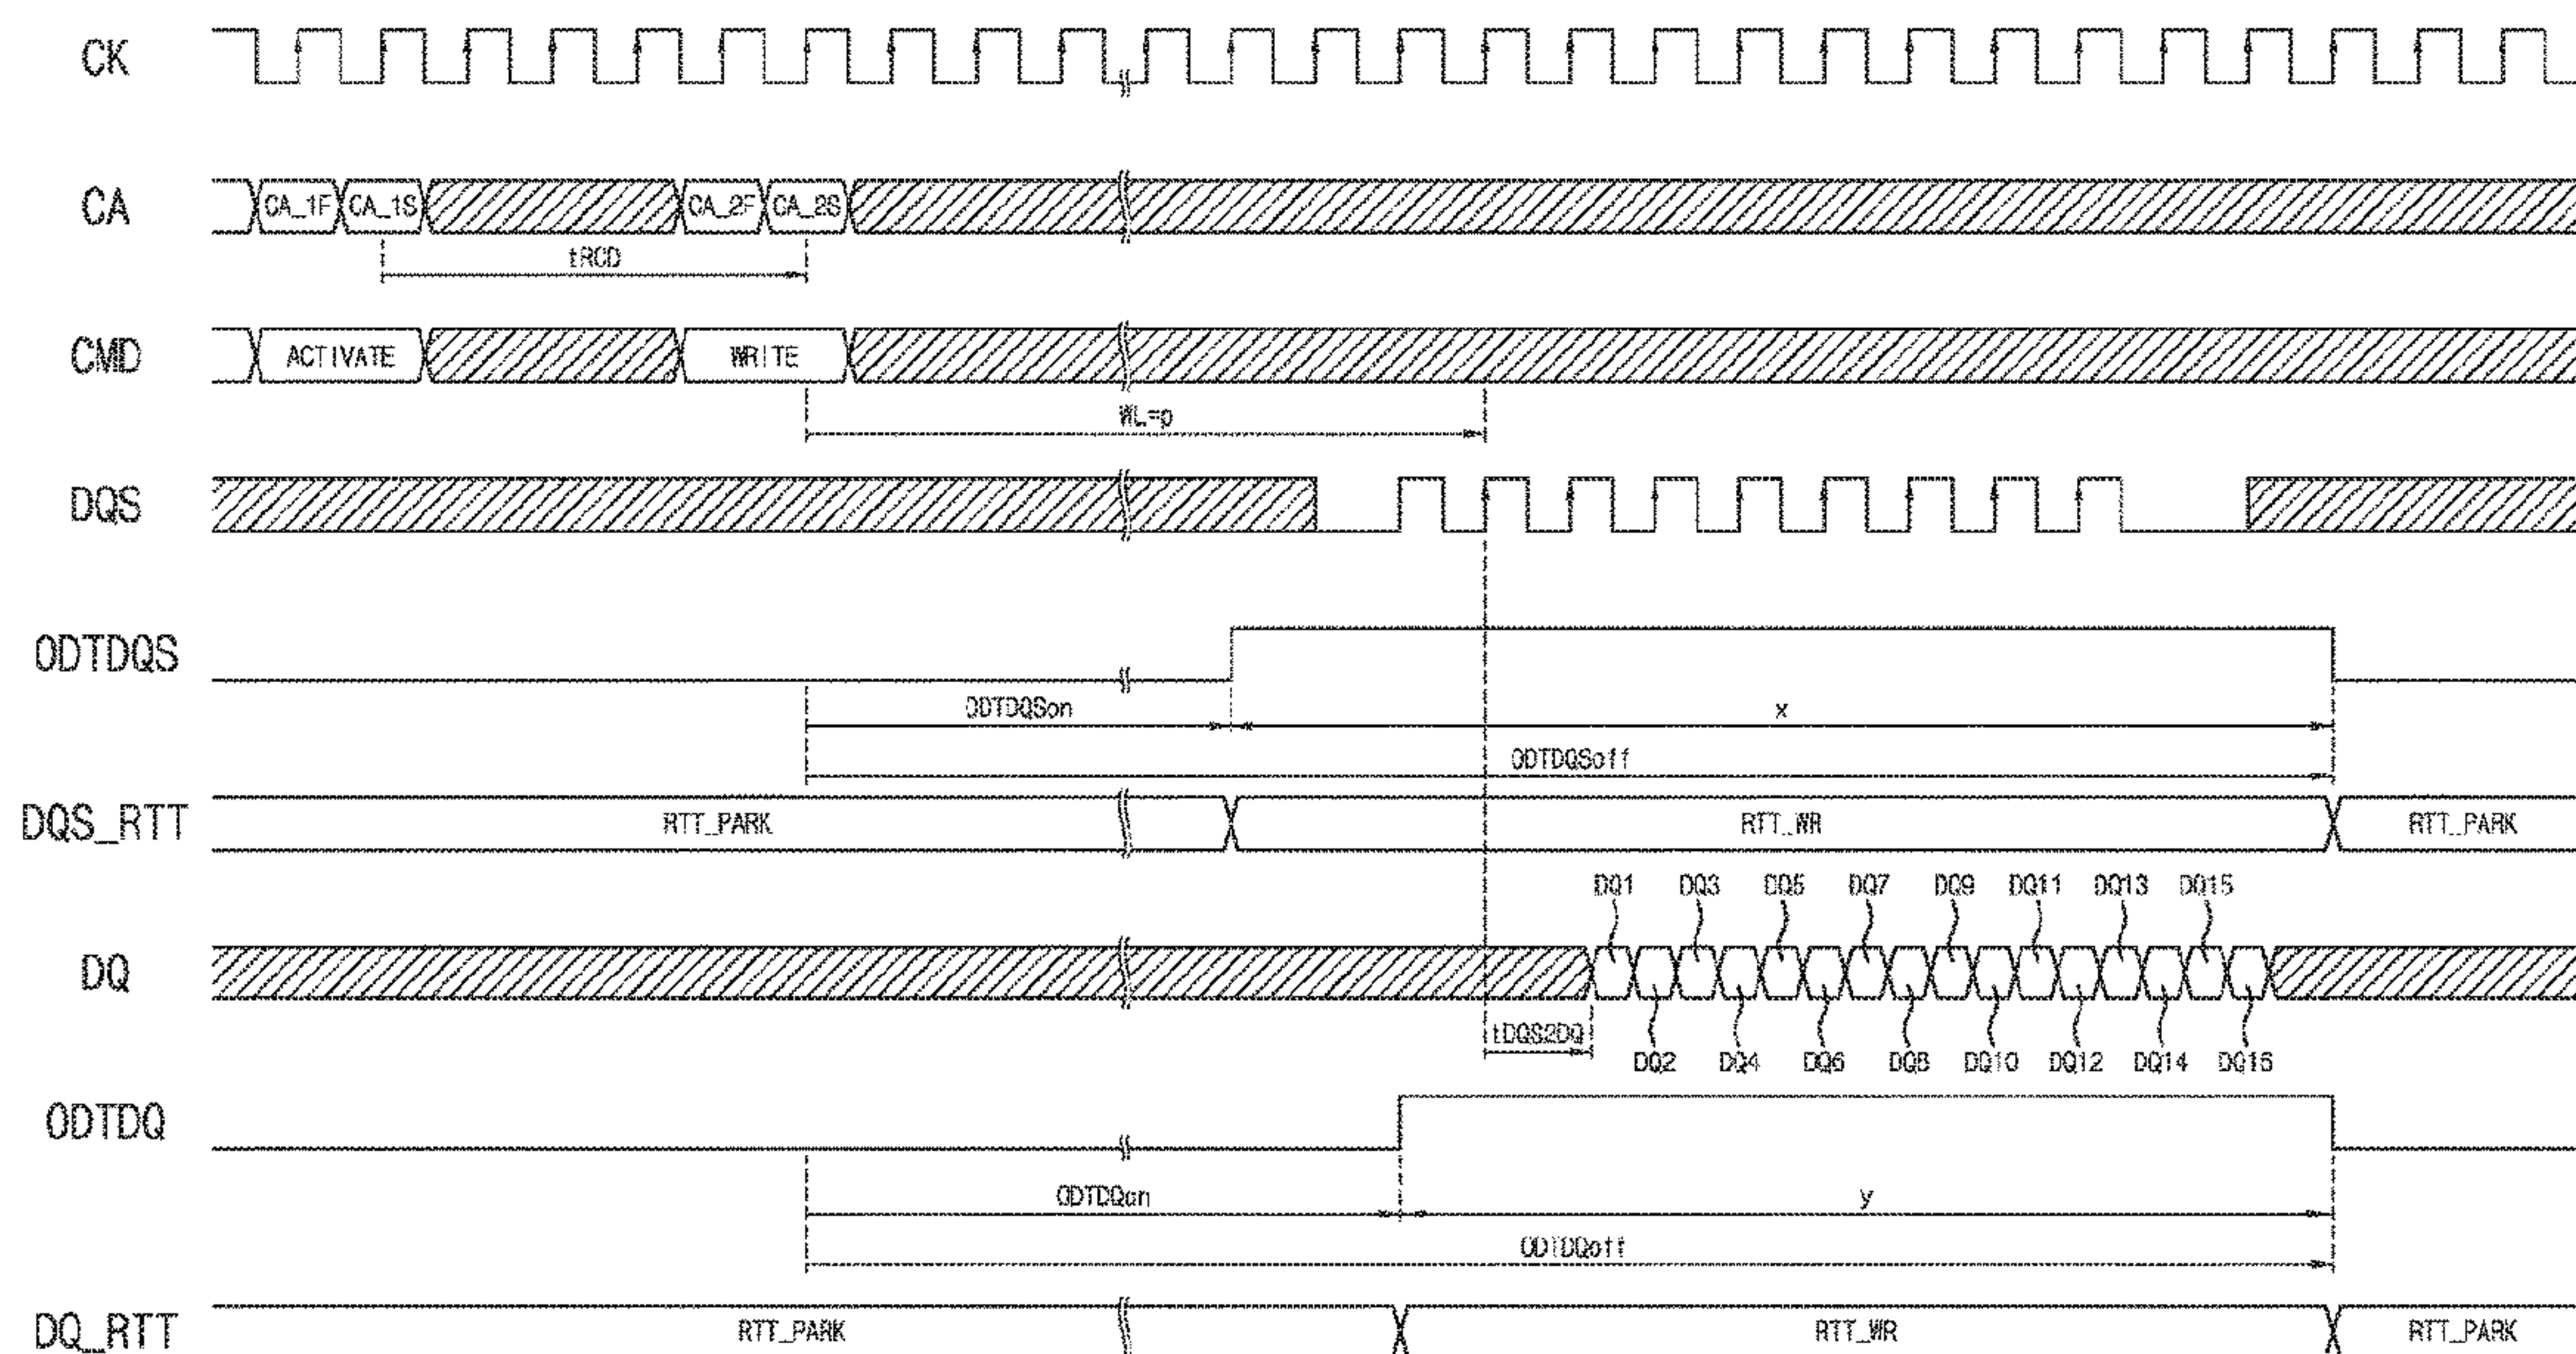 CK
CA
CA_1F CA_1S CA_2F CA_2S
tRCD
CMD
ACTIVATE WRITE
WL=p
DQS
ODTDQS
ODTDQSon x
ODTDQSoff
DQS_RTT
RTT_PARK RTT_WR RTT_PARK
DQ1 DQ3 DQ5 DQ7 DQ9 DQ11 DQ13 DQ15
DQ
tDQS2DQ
DQ2 DQ4 DQ6 DQ8 DQ10 DQ12 DQ14 DQ16
ODTDQ
ODTDQon y
ODTDQoff
DQ_RTT
RTT_PARK RTT_WR RTT_PARK